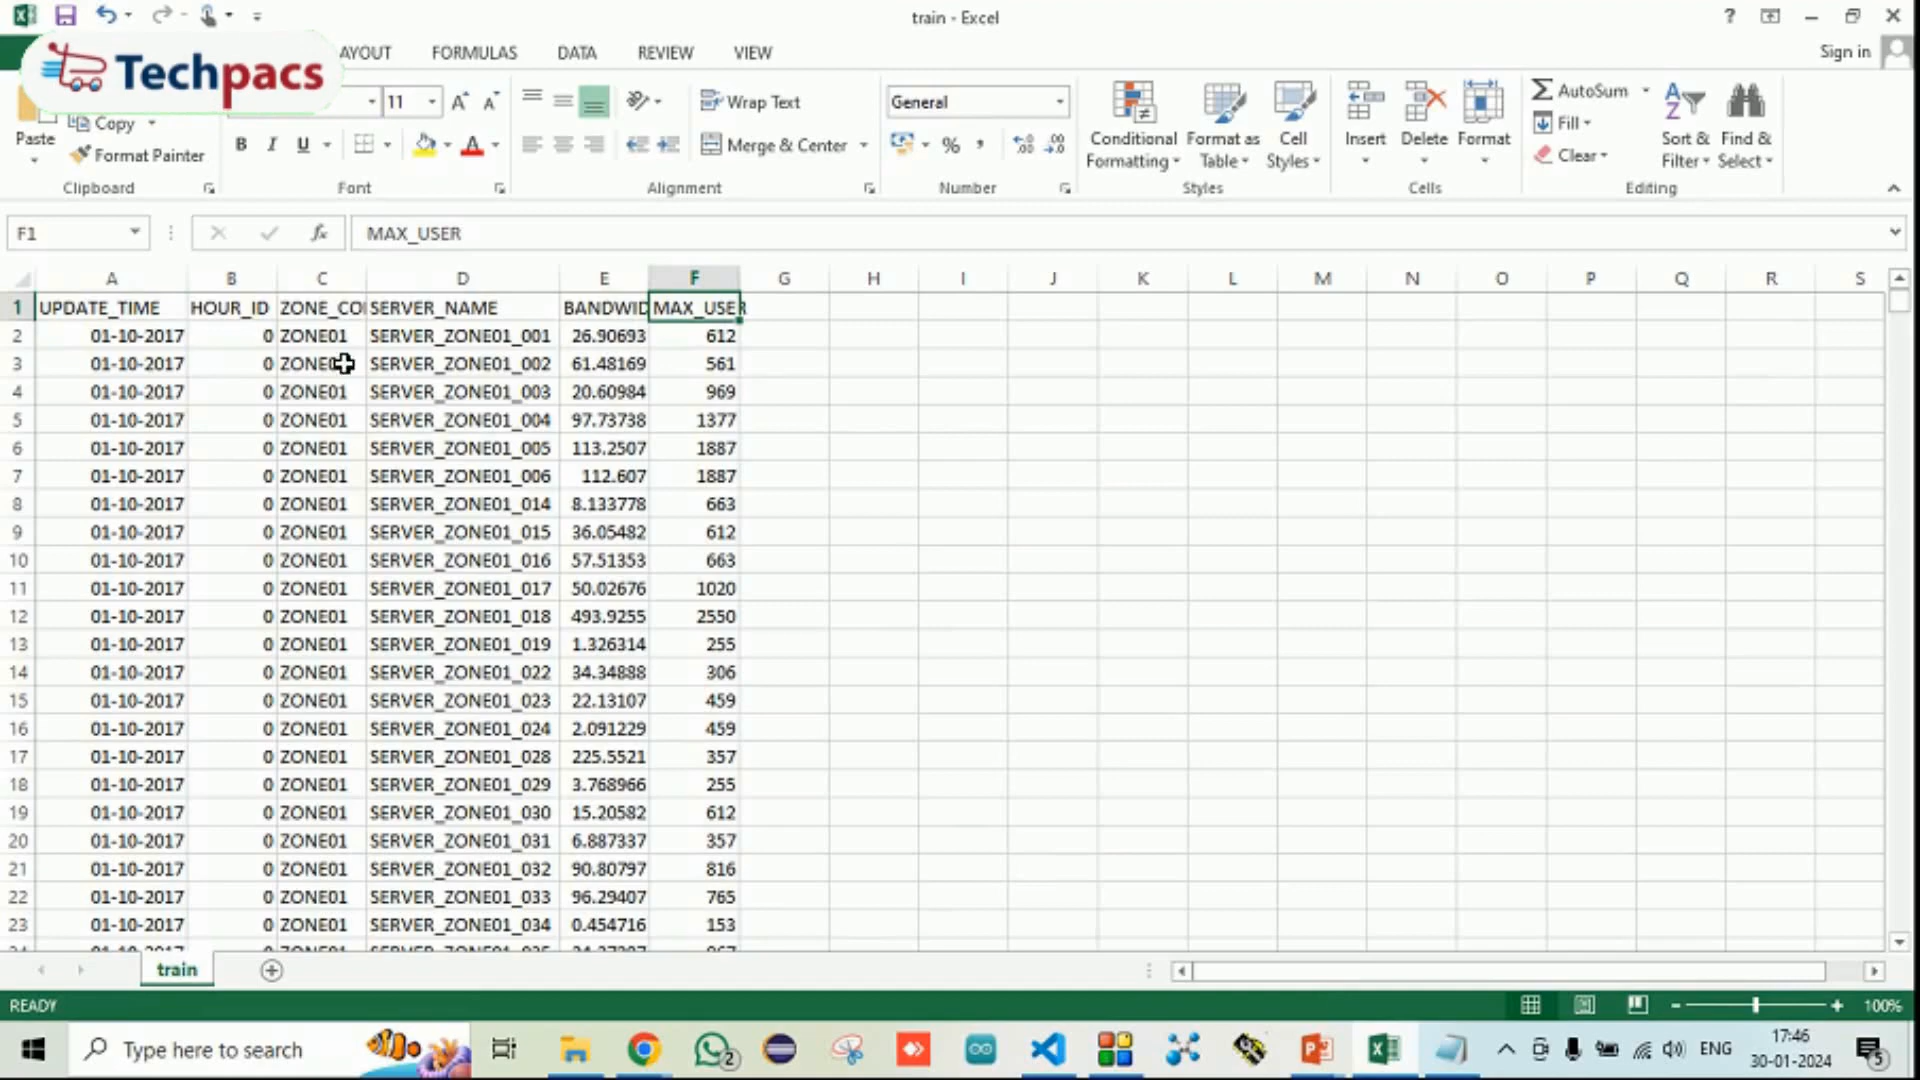 train - Excel
Sign in
Techpacs
AYOUT FORMULAS DATA REVIEW VIEW
Paste
Copy
Format Painter
Clipboard
11
B I U
Font
Wrap Text
Merge & Center
Alignment
General
%
Number
Conditional Formatting
Format as Table
Cell Styles
Styles
Insert
Delete
Format
Cells
AutoSum
Fill
Clear
Sort & Filter
Find & Select
Editing
F1
fx
MAX_USER
A B C D E F G H I J K L M N O P Q R S
1 UPDATE_TIME HOUR_ID ZONE_CO SERVER_NAME BANDWID MAX_USER
2 01-10-2017 0 ZONE01 SERVER_ZONE01_001 26.90693 612
3 01-10-2017 0 ZONE SERVER_ZONE01_002 61.48169 561
4 01-10-2017 0 ZONE01 SERVER_ZONE01_003 20.60984 969
5 01-10-2017 0 ZONE01 SERVER_ZONE01_004 97.73738 1377
6 01-10-2017 0 ZONE01 SERVER_ZONE01_005 113.2507 1887
7 01-10-2017 0 ZONE01 SERVER_ZONE01_006 112.607 1887
8 01-10-2017 0 ZONE01 SERVER_ZONE01_014 8.133778 663
9 01-10-2017 0 ZONE01 SERVER_ZONE01_015 36.05482 612
10 01-10-2017 0 ZONE01 SERVER_ZONE01_016 57.51353 663
11 01-10-2017 0 ZONE01 SERVER_ZONE01_017 50.02676 1020
12 01-10-2017 0 ZONE01 SERVER_ZONE01_018 493.9255 2550
13 01-10-2017 0 ZONE01 SERVER_ZONE01_019 1.326314 255
14 01-10-2017 0 ZONE01 SERVER_ZONE01_022 34.34888 306
15 01-10-2017 0 ZONE01 SERVER_ZONE01_023 22.13107 459
16 01-10-2017 0 ZONE01 SERVER_ZONE01_024 2.091229 459
17 01-10-2017 0 ZONE01 SERVER_ZONE01_028 225.5521 357
18 01-10-2017 0 ZONE01 SERVER_ZONE01_029 3.768966 255
19 01-10-2017 0 ZONE01 SERVER_ZONE01_030 15.20582 612
20 01-10-2017 0 ZONE01 SERVER_ZONE01_031 6.887337 357
21 01-10-2017 0 ZONE01 SERVER_ZONE01_032 90.80797 816
22 01-10-2017 0 ZONE01 SERVER_ZONE01_033 96.29407 765
23 01-10-2017 0 ZONE01 SERVER_ZONE01_034 0.454716 153
train
READY
100%
Type here to search
2
ENG
17:46
30-01-2024
5